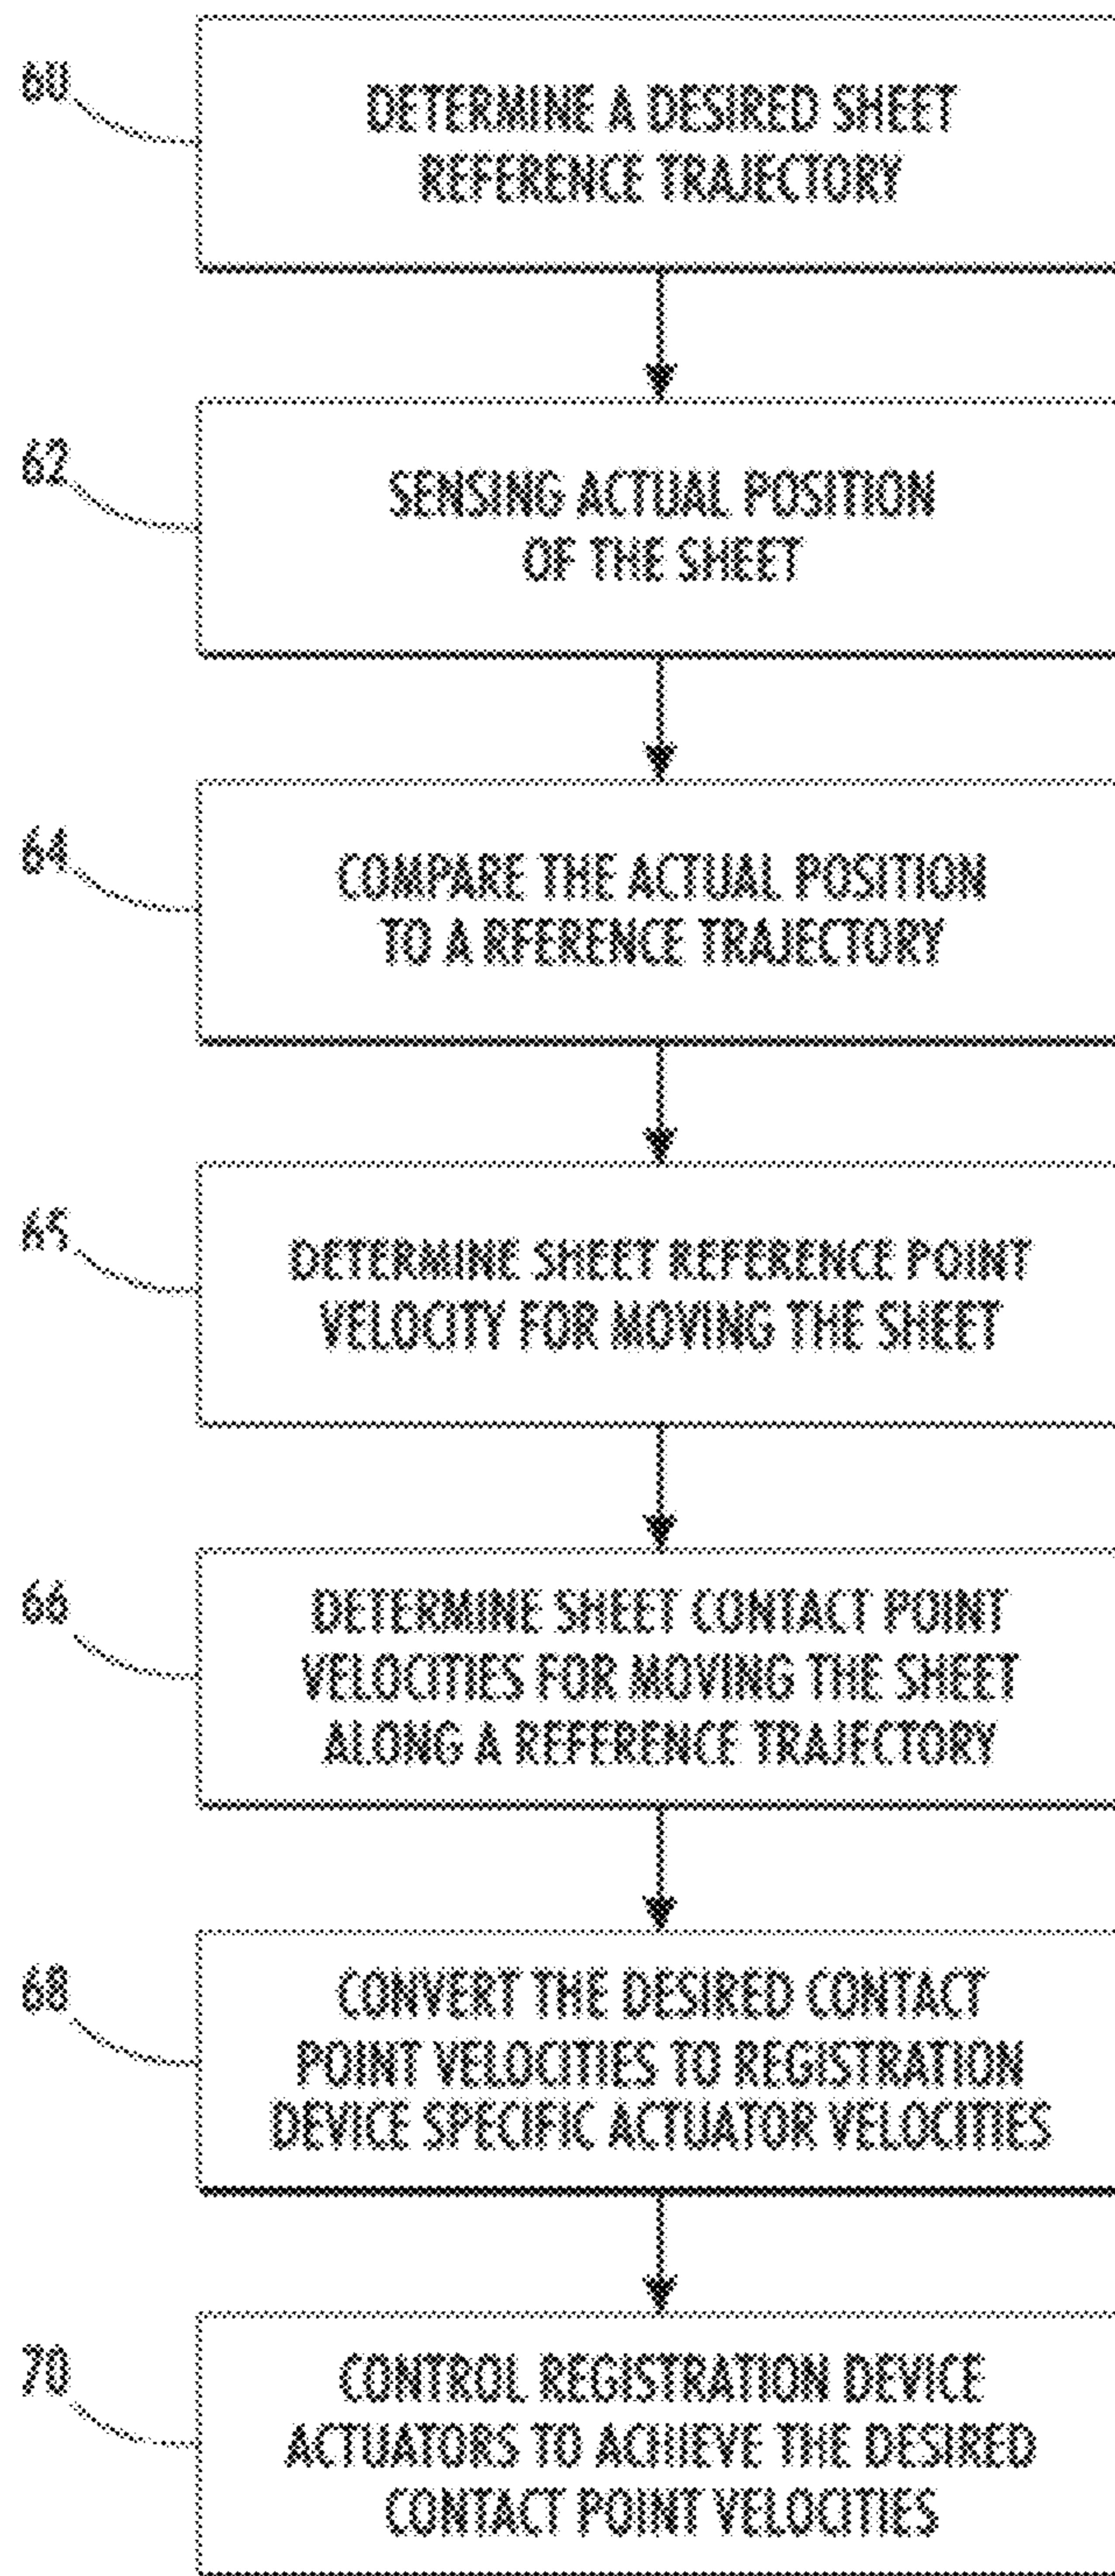 60
DETERMINE A DESIRED SHEET
REFERENCE TRAJECTORY
62
SENSING ACTUAL POSITION
OF THE SHEET
64
COMPARE THE ACTUAL POSITION
TO A RFERENCE TRAJECTORY
65
DETERMINE SHEET REFERENCE POINT
VELOCITY FOR MOVING THE SHEET
66
DETERMINE SHEET CONTACT POINT
VELOCITIES FOR MOVING THE SHEET
ALONG A REFERENCE TRAJECTORY
68
CONVERT THE DESIRED CONTACT
POINT VELOCITIES TO REGISTRATION
DEVICE SPECIFIC ACTUATOR VELOCITIES
70
CONTROL REGISTRATION DEVICE
ACTUATORS TO ACHIEVE THE DESIRED
CONTACT POINT VELOCITIES